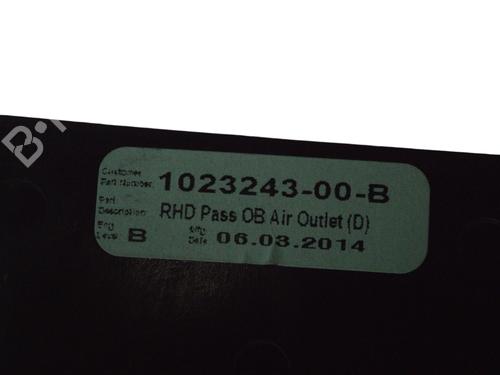 B
Customer
Part Number 1023243-00-B
Part
Description RHD Pass OB Air Outlet (D)
Eng
Level B Mfg
Date 06.03.2014